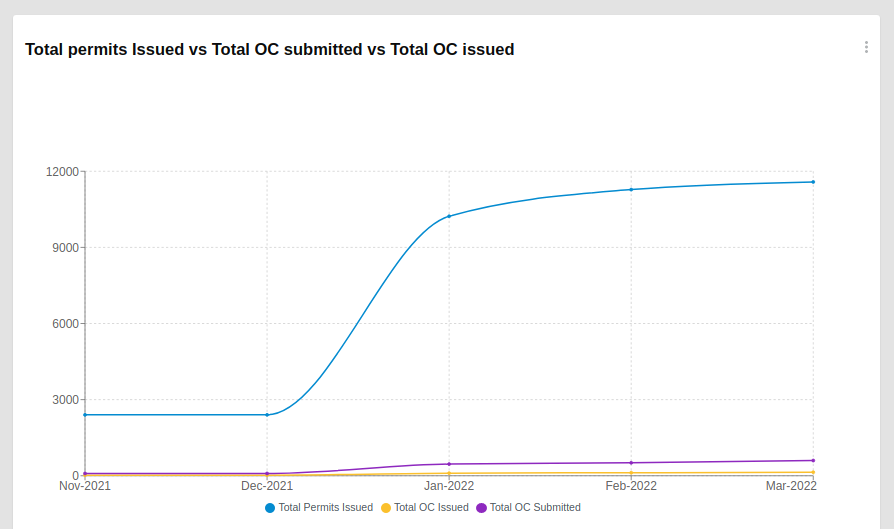 Total permits Issued vs Total OC submitted vs Total OC issued
12000
9000
6000
3000
0
Nov-2021 Dec-2021 Jan-2022 Feb-2022 Mar-2022
Total Permits Issued Total OC Issued Total OC Submitted